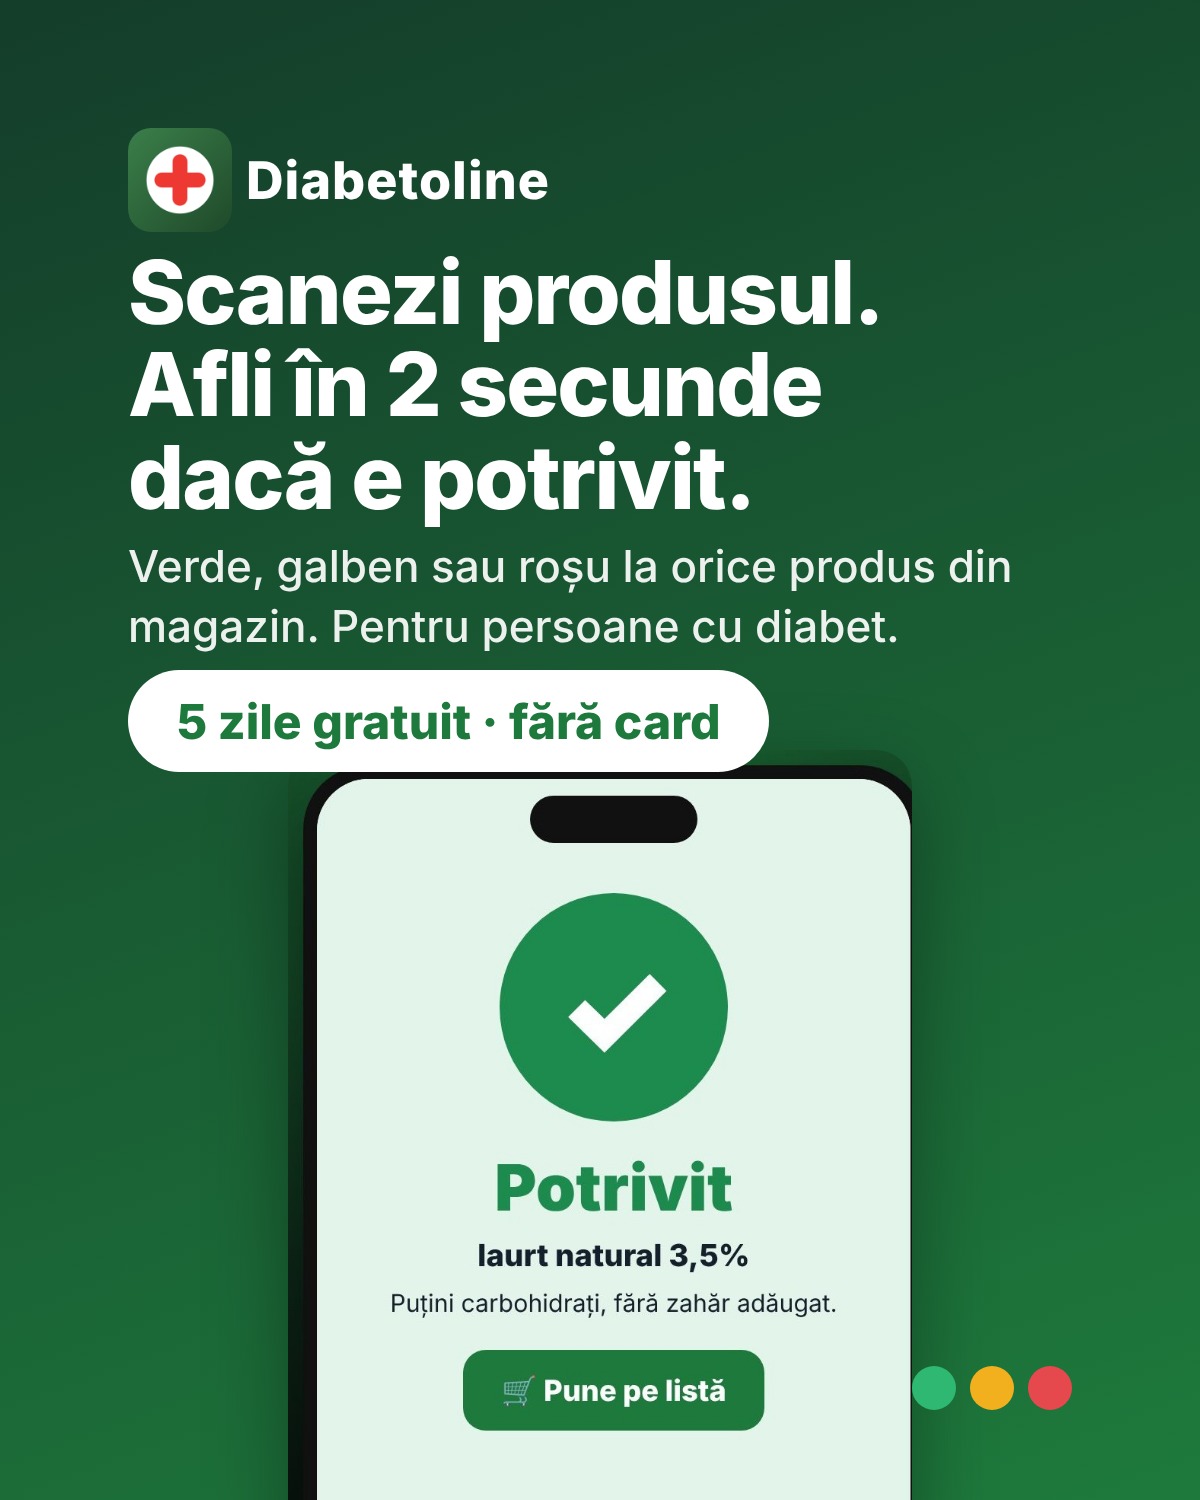 Diabetoline
Scanezi produsul.
Afli în 2 secunde
dacă e potrivit.
Verde, galben sau roșu la orice produs din
magazin. Pentru persoane cu diabet.
5 zile gratuit · fără card
Potrivit
Iaurt natural 3,5%
Puțini carbohidrați, fără zahăr adăugat.
🛒 Pune pe listă